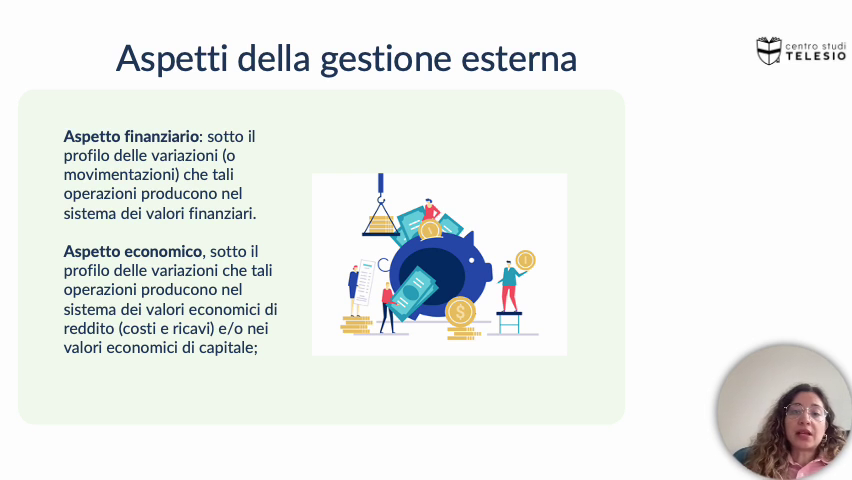 Aspetti della gestione esterna
centro studi
TELESIO
Aspetto finanziario: sotto il
profilo delle variazioni (o
movimentazioni) che tali
operazioni producono nel
sistema dei valori finanziari.
Aspetto economico, sotto il
profilo delle variazioni che tali
operazioni producono nel
sistema dei valori economici di
reddito (costi e ricavi) e/o nei
valori economici di capitale;
$